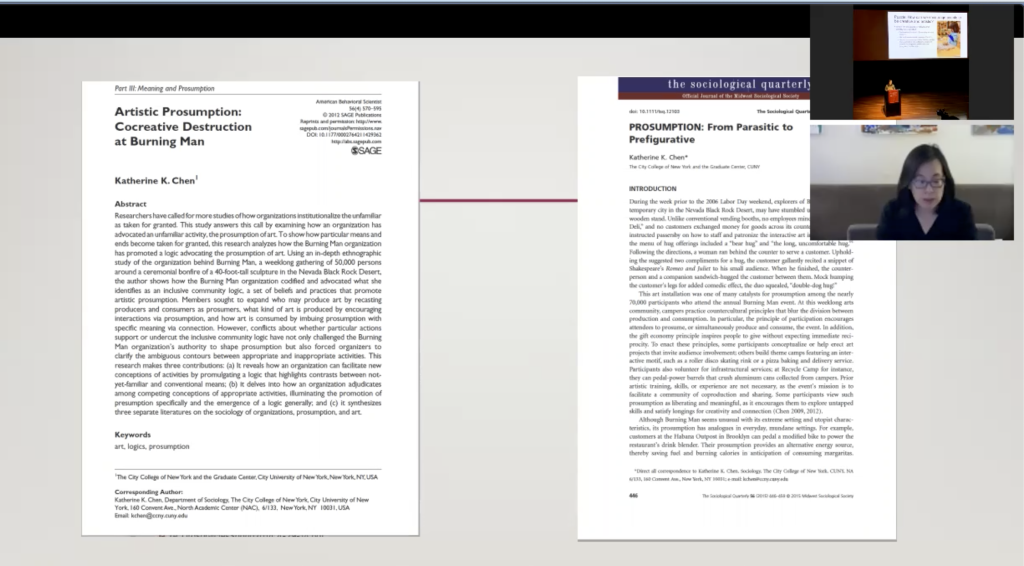 Part III: Meaning and Prosumption
Artistic Prosumption:
Cocreative Destruction
at Burning Man
American Behavioral Scientist
56(4) 570–595
© 2012 SAGE Publications
Reprints and permission: http://www.
sagepub.com/journalsPermissions.nav
DOI: 10.1177/0002764211429362
http://abs.sagepub.com
SAGE
Katherine K. Chen1
Abstract
Researchers have called for more studies of how organizations institutionalize the unfamiliar
as taken for granted. This study answers this call by examining how an organization has
advocated an unfamiliar activity, the prosumption of art. To show how particular means and
ends become taken for granted, this research analyzes how the Burning Man organization
has promoted a logic advocating the prosumption of art. Using an in-depth ethnographic
study of the organization behind Burning Man, a weeklong gathering of 50,000 persons
around a ceremonial bonfire of a 40-foot-tall sculpture in the Nevada Black Rock Desert,
the author shows how the Burning Man organization codified and advocated what she
identifies as an inclusive community logic, a set of beliefs and practices that promote
artistic prosumption. Members sought to expand who may produce art by recasting
producers and consumers as prosumers, what kind of art is produced by encouraging
interactions via prosumption, and how art is consumed by imbuing prosumption with
specific meaning via connection. However, conflicts about whether particular actions
support or undercut the inclusive community logic have not only challenged the Burning
Man organization's authority to shape prosumption but also forced organizers to
clarify the ambiguous contours between appropriate and inappropriate activities. This
research makes three contributions: (a) It reveals how an organization can facilitate new
conceptions of activities by promulgating a logic that highlights contrasts between not-
yet-familiar and conventional means; (b) it delves into how an organization adjudicates
among competing conceptions of appropriate activities, illuminating the promotion of
prosumption specifically and the emergence of a logic generally; and (c) it synthesizes
three separate literatures on the sociology of organizations, prosumption, and art.
Keywords
art, logics, prosumption
1The City College of New York and the Graduate Center, City University of New York, New York, NY, USA
Corresponding Author:
Katherine K. Chen, Department of Sociology, The City College of New York, City University of New
York, 160 Convent Ave., North Academic Center (NAC), 6/133, New York, NY 10031, USA
Email: kchen@ccny.cuny.edu
the sociological quarterly
Official Journal of the Midwest Sociological Society
doi: 10.1111/tsq.12103
The Sociological Quart
PROSUMPTION: From Parasitic to
Prefigurative
Katherine K. Chen*
The City College of New York and the Graduate Center, CUNY
INTRODUCTION
During the week prior to the 2006 Labor Day weekend, explorers of
temporary city in the Nevada Black Rock Desert, may have stumbled
wooden stand. Unlike conventional vending booths, no employees
Deli," and no customers exchanged money for goods across its
instructed passersby on how to staff and patronize the interactive art
the menu of hug offerings included a "bear hug" and "the long, uncomfortable hug."
Following the directions, a woman ran behind the counter to serve a customer. Uphold-
ing the suggested two compliments for a hug, the customer gallantly recited a snippet of
Shakespeare's Romeo and Juliet to his small audience. When he finished, the counter-
person and a companion sandwich-hugged the customer between them. Mock humping
the customer's legs for added comedic effect, the duo squealed, "double-dog hug!"
This art installation was one of many catalysts for prosumption among the nearly
70,000 participants who attend the annual Burning Man event. At this weeklong arts
community, campers practice countercultural principles that blur the division between
production and consumption. In particular, the principle of participation encourages
attendees to prosume, or simultaneously produce and consume, the event. In addition,
the gift economy principle inspires people to give without expecting immediate reci-
procity. To enact these principles, some participants conceptualize or help erect art
projects that invite audience involvement; others build theme camps featuring an inter-
active motif, such as a roller disco skating rink or a pizza baking and delivery service.
Participants also volunteer for infrastructural services; at Recycle Camp for instance,
they can pedal-power barrels that crush aluminum cans collected from campers. Prior
artistic training, skills, or experience are not necessary, as the event's mission is to
facilitate a community of coproduction and sharing. Some participants view such
prosumption as liberating and meaningful, as it encourages them to explore untapped
skills and satisfy longings for creativity and connection (Chen 2009, 2012).
Although Burning Man seems unusual with its extreme setting and utopist charac-
teristics, its prosumption has analogues in everyday, mundane settings. For example,
customers at the Habana Outpost in Brooklyn can pedal a modified bike to power the
restaurant's drink blender. Their prosumption provides an alternative energy source,
thereby saving fuel and burning calories in anticipation of consuming margaritas.
*Direct all correspondence to Katherine K. Chen, Sociology, The City College of New York, CUNY, NA
6/133, 160 Convent Ave., New York, NY 10031; e-mail: kchen@ccny.cuny.edu
446
The Sociological Quarterly 56 (2015) 446–459 © 2015 Midwest Sociological Society